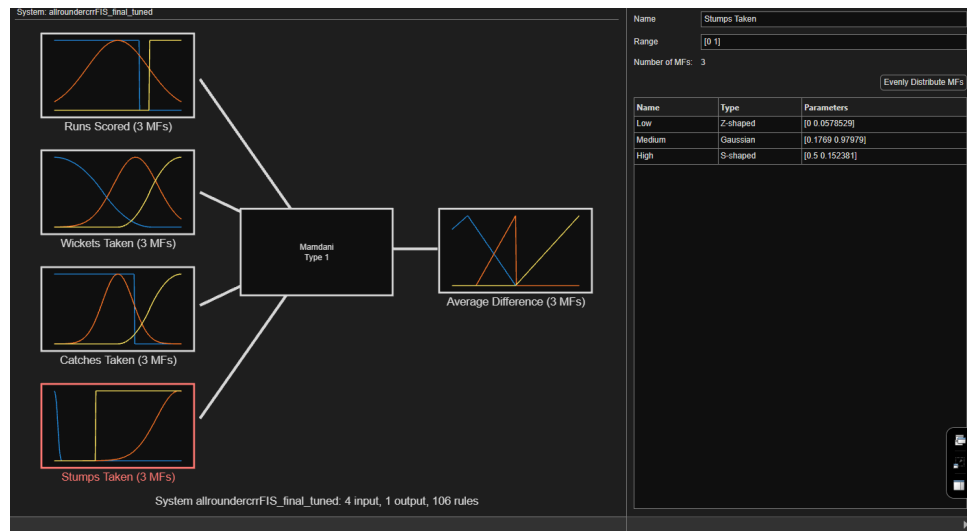 System: allroundercrrFIS_final_tuned
Runs Scored (3 MFs)
Wickets Taken (3 MFs)
Catches Taken (3 MFs)
Stumps Taken (3 MFs)
Mamdani
Type 1
Average Difference (3 MFs)
System allroundercrrFIS_final_tuned: 4 input, 1 output, 106 rules
Name Stumps Taken
Range [0 1]
Number of MFs: 3
Evenly Distribute MFs
Name Type Parameters
Low Z-shaped [0 0.0578529]
Medium Gaussian [0.1769 0.97979]
High S-shaped [0.5 0.152381]